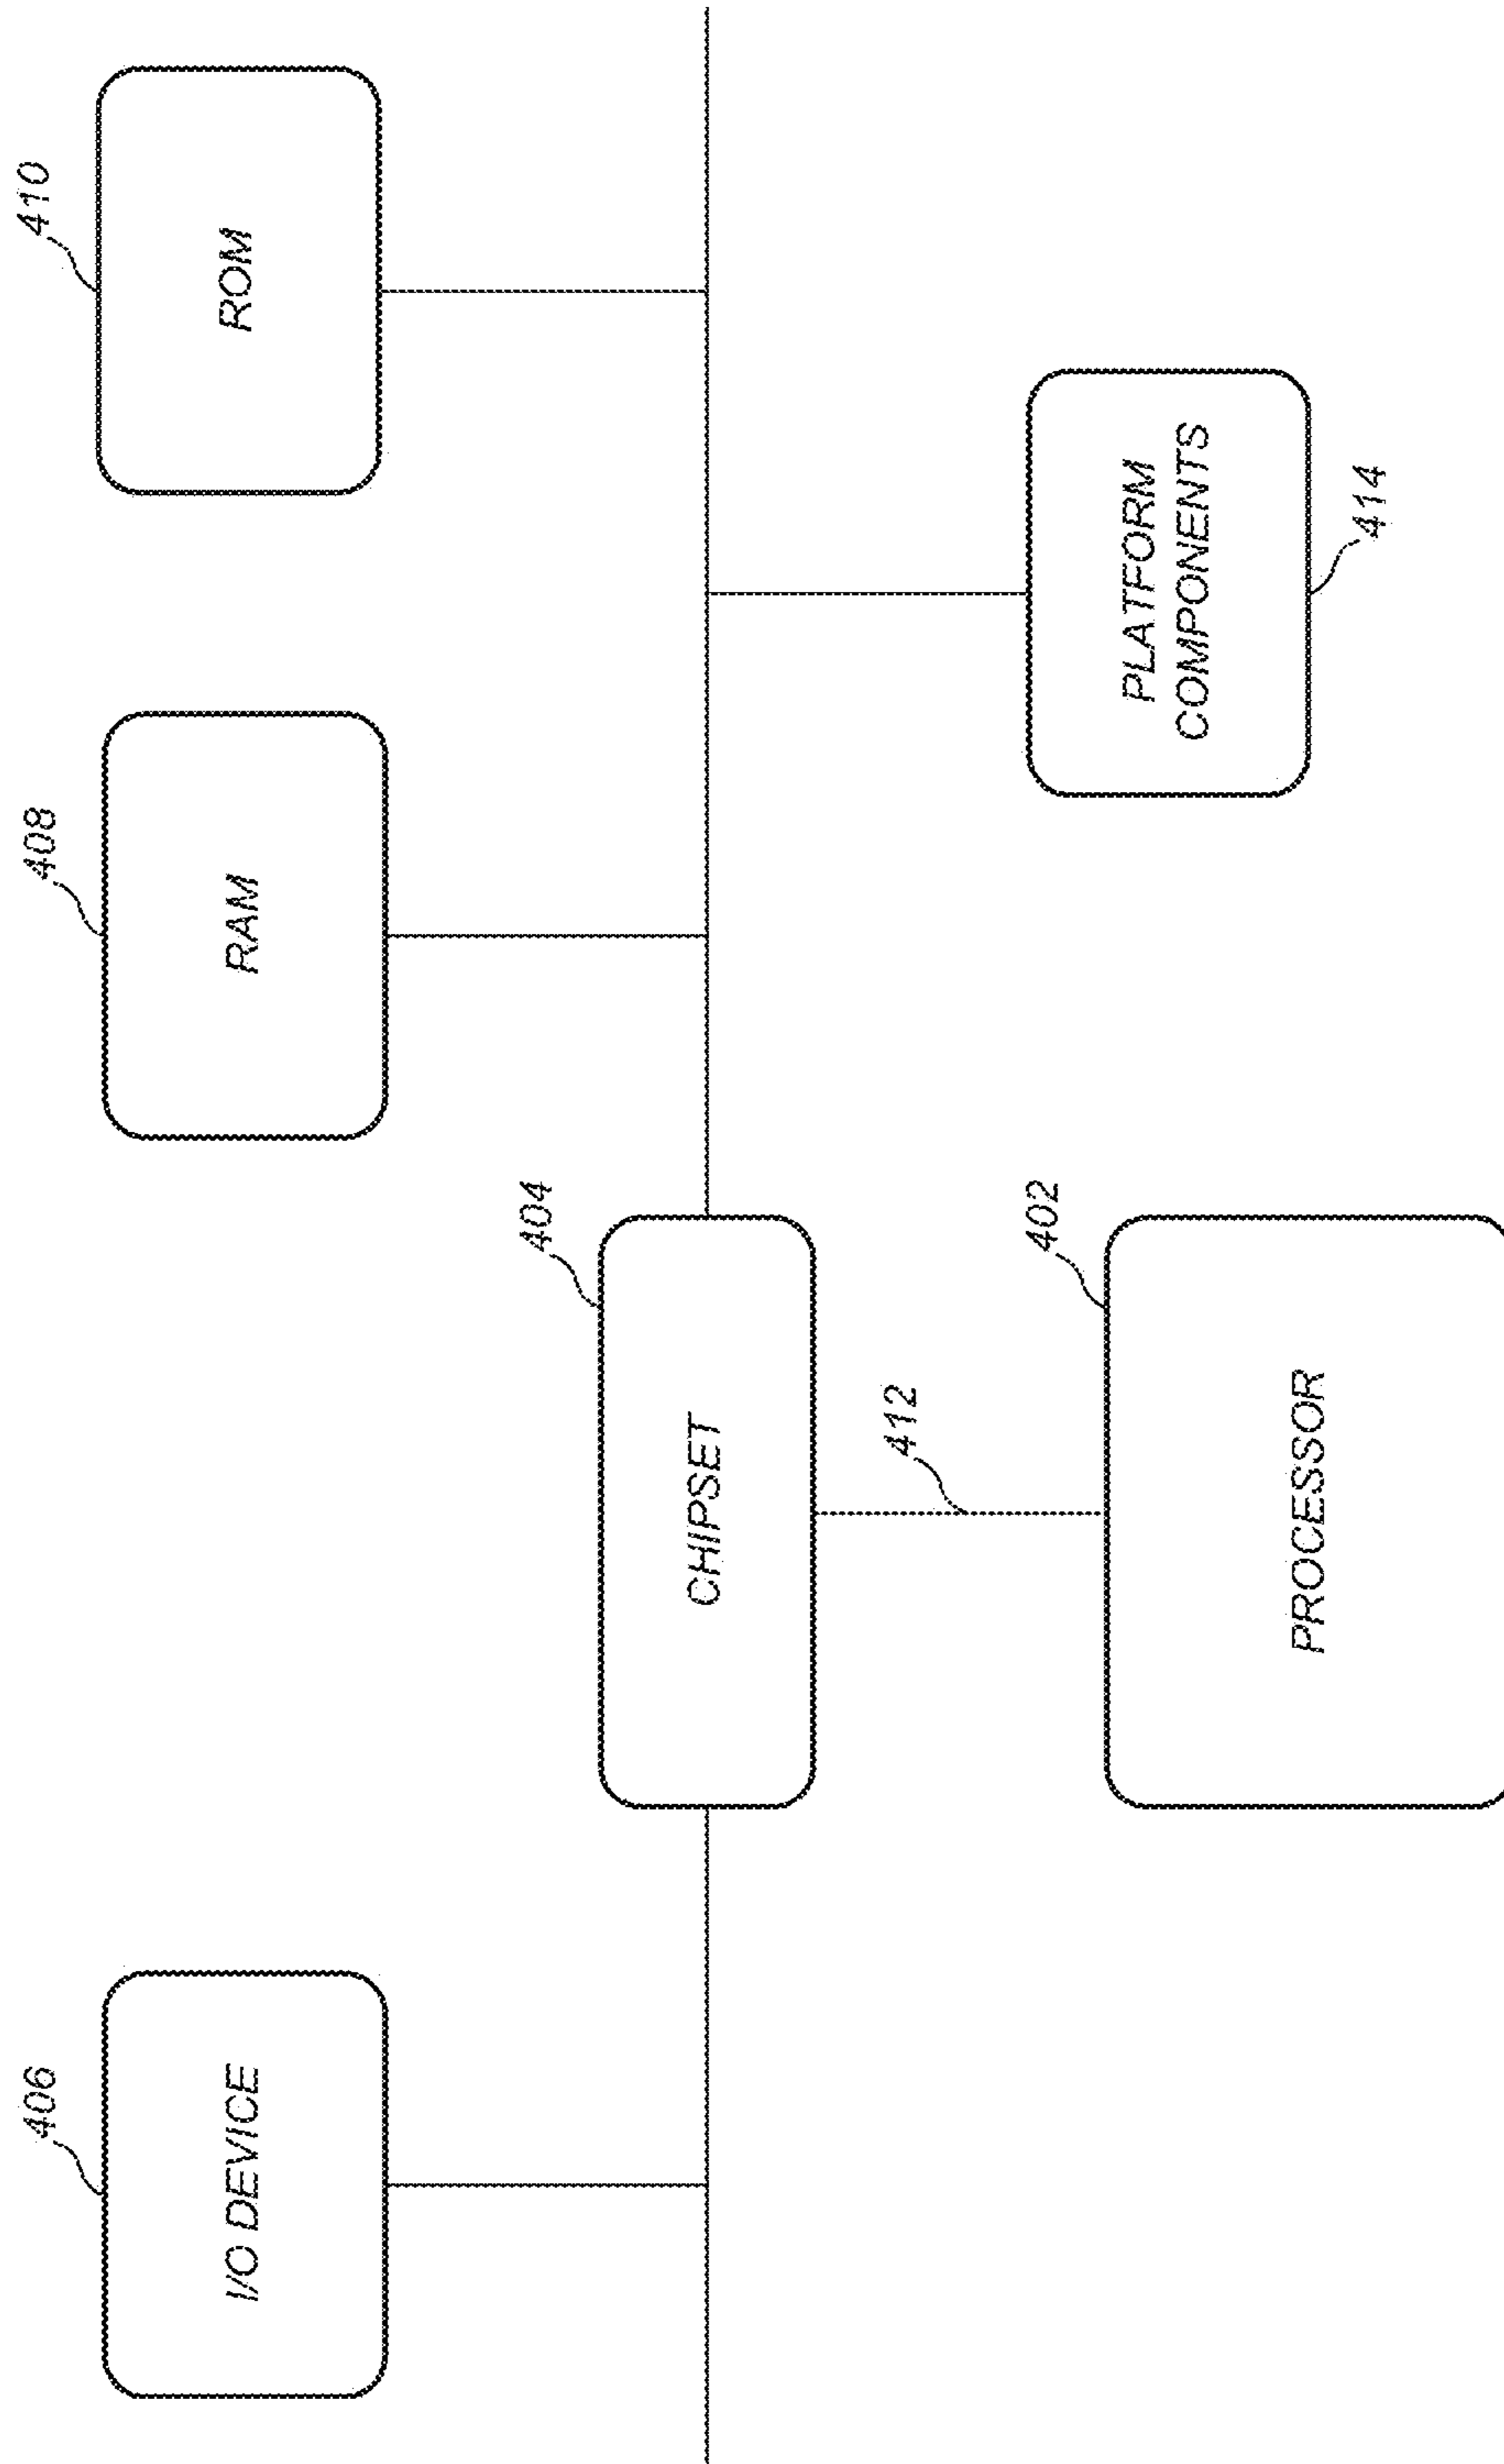 406
I/O DEVICE
408
RAM
410
ROM
404
CHIPSET
412
402
PROCESSOR
PLATFORM
COMPONENTS
414